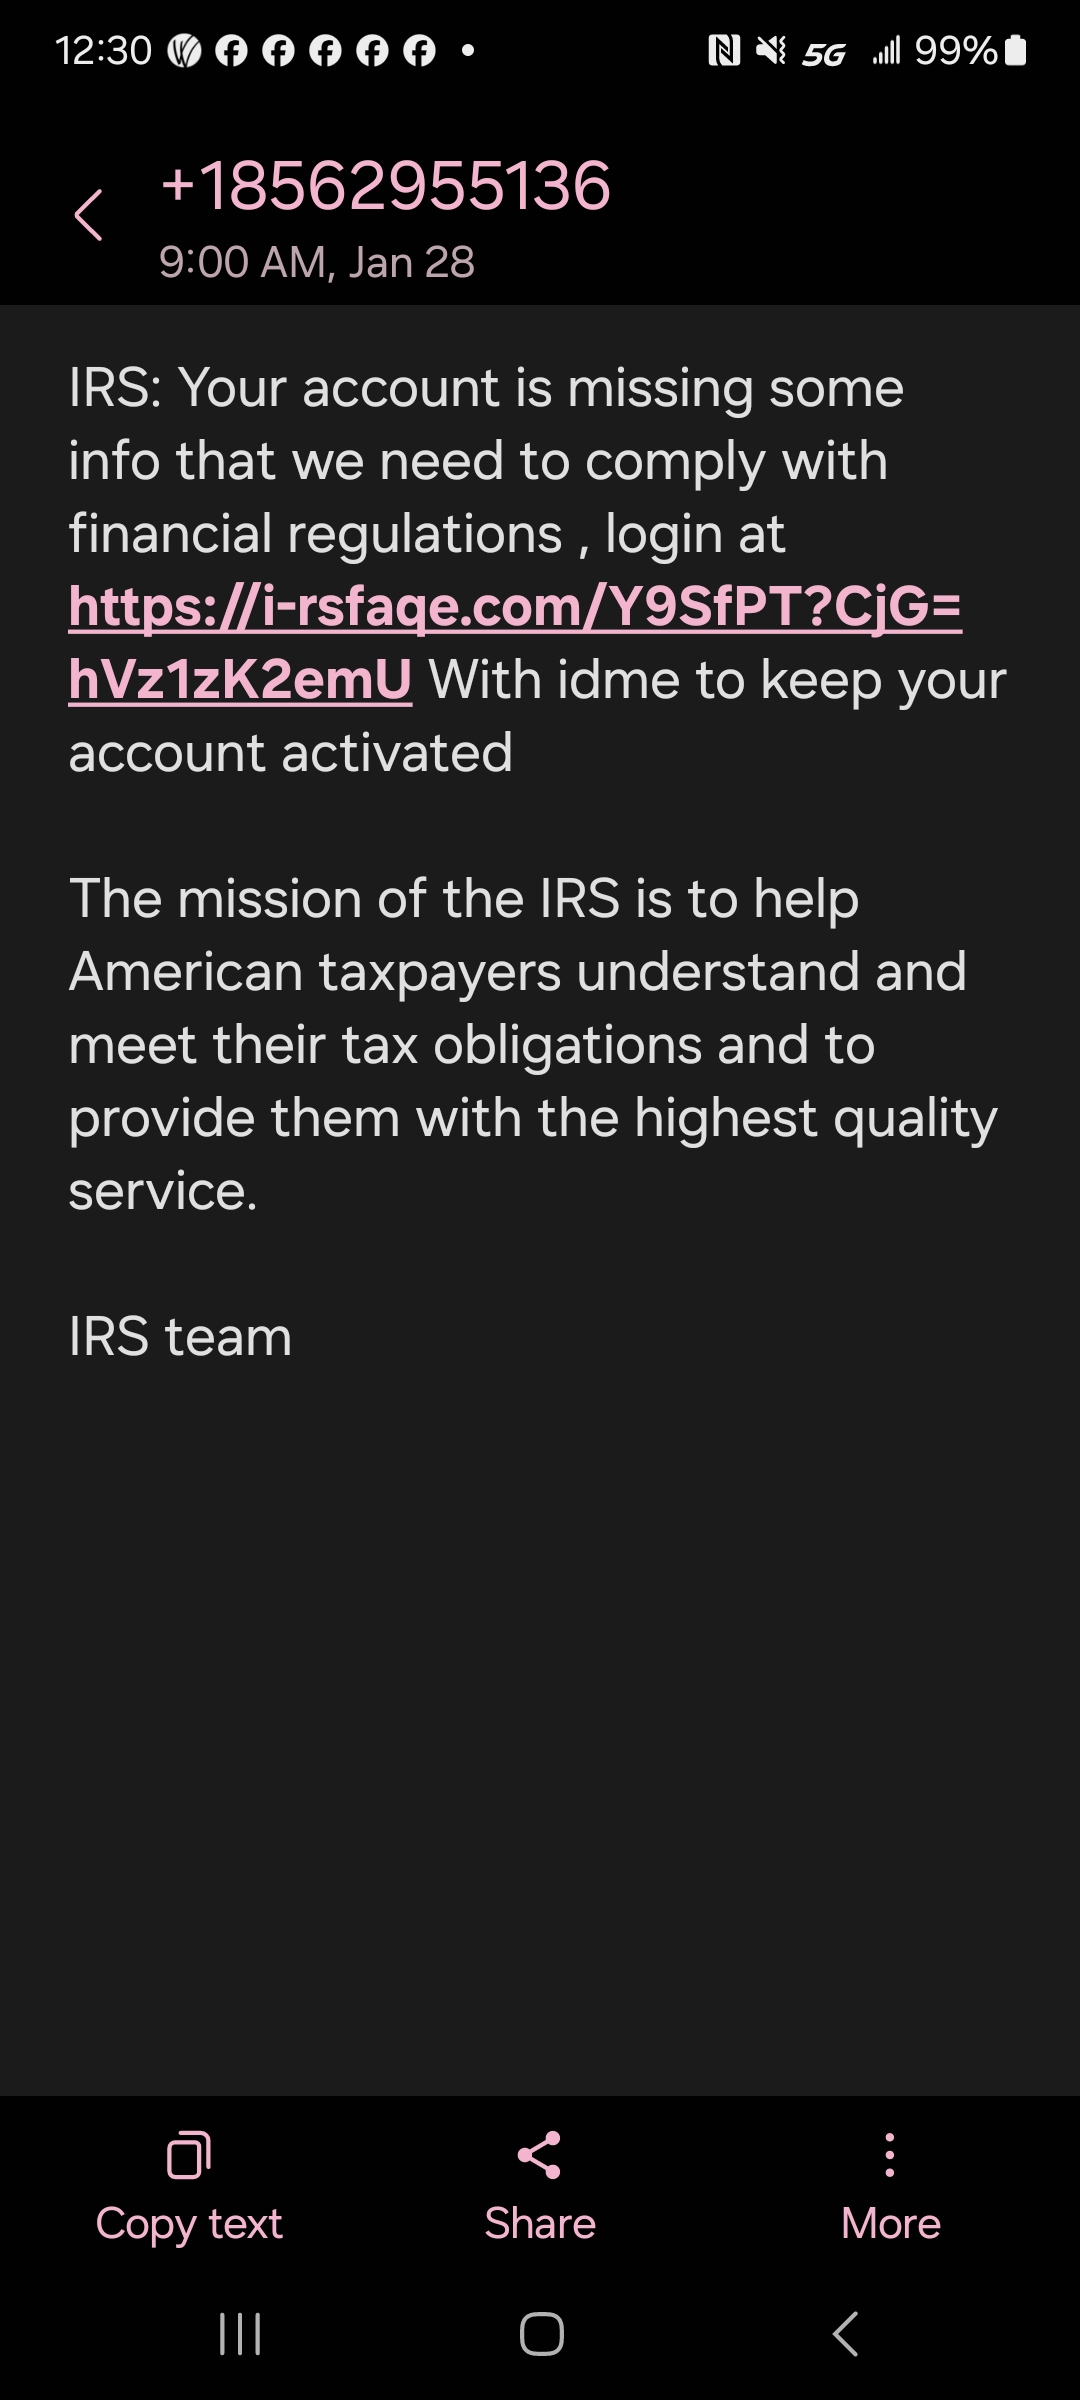 12:30 5G 99%
+18562955136
9:00 AM, Jan 28
IRS: Your account is missing some
info that we need to comply with
financial regulations , login at
https://i-rsfaqe.com/Y9SfPT?CjG=
hVz1zK2emU With idme to keep your
account activated
The mission of the IRS is to help
American taxpayers understand and
meet their tax obligations and to
provide them with the highest quality
service.
IRS team
Copy text Share More